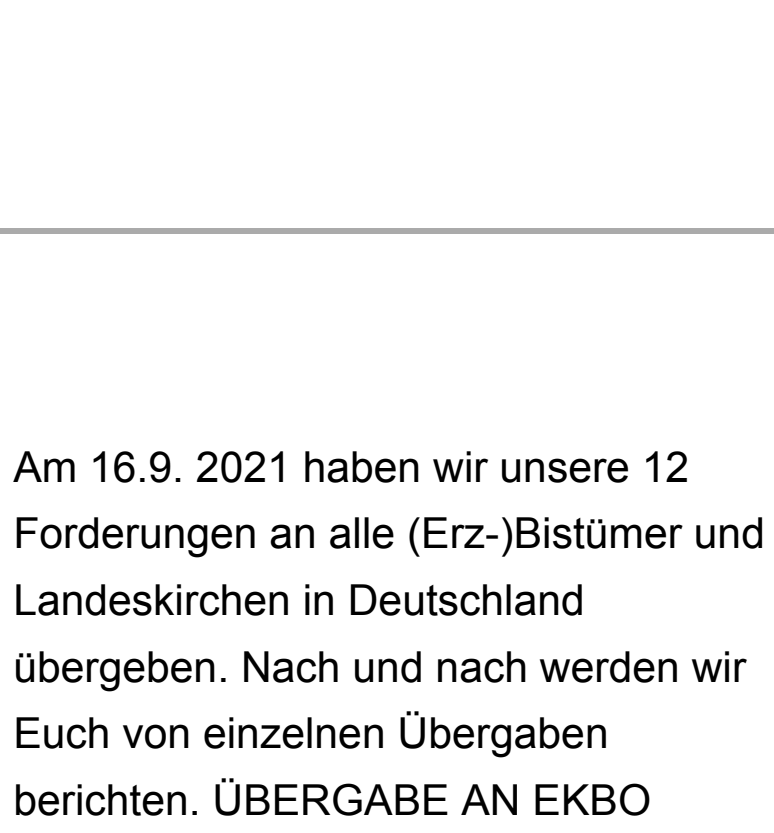 Am 16.9. 2021 haben wir unsere 12
Forderungen an alle (Erz-)Bistümer und
Landeskirchen in Deutschland
übergeben. Nach und nach werden wir
Euch von einzelnen Übergaben
berichten. ÜBERGABE AN EKBO